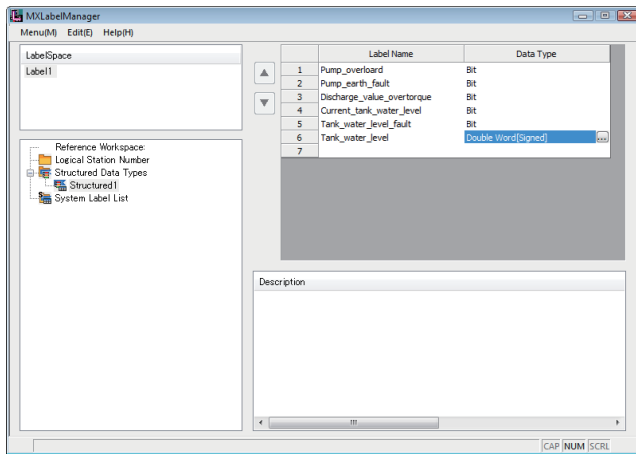 MXLabelManager
Menu(M) Edit(E) Help(H)
LabelSpace
Label1
Reference Workspace:
Logical Station Number
Structured Data Types
Structured1
System Label List
Label Name Data Type
1 Pump_overloard Bit
2 Pump_earth_fault Bit
3 Discharge_value_overtorque Bit
4 Current_tank_water_level Bit
5 Tank_water_level_fault Bit
6 Tank_water_level Double Word[Signed] ...
7
Description
CAP NUM SCRL